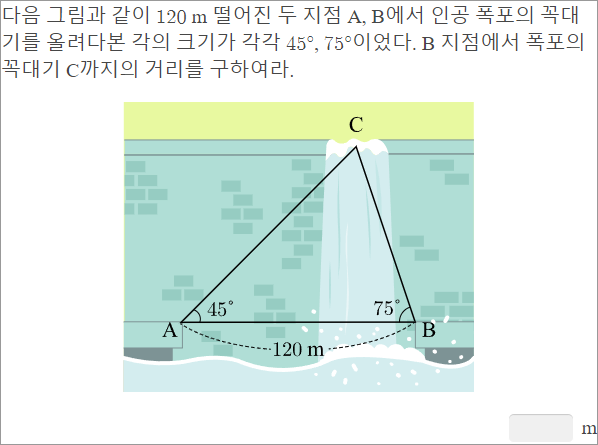 다음 그림과 같이 120 m 떨어진 두 지점 A, B에서 인공 폭포의 꼭대
기를 올려다본 각의 크기가 각각 45°, 75°이었다. B 지점에서 폭포의
꼭대기 C까지의 거리를 구하여라.
C
45° 75°
A B
120 m
m